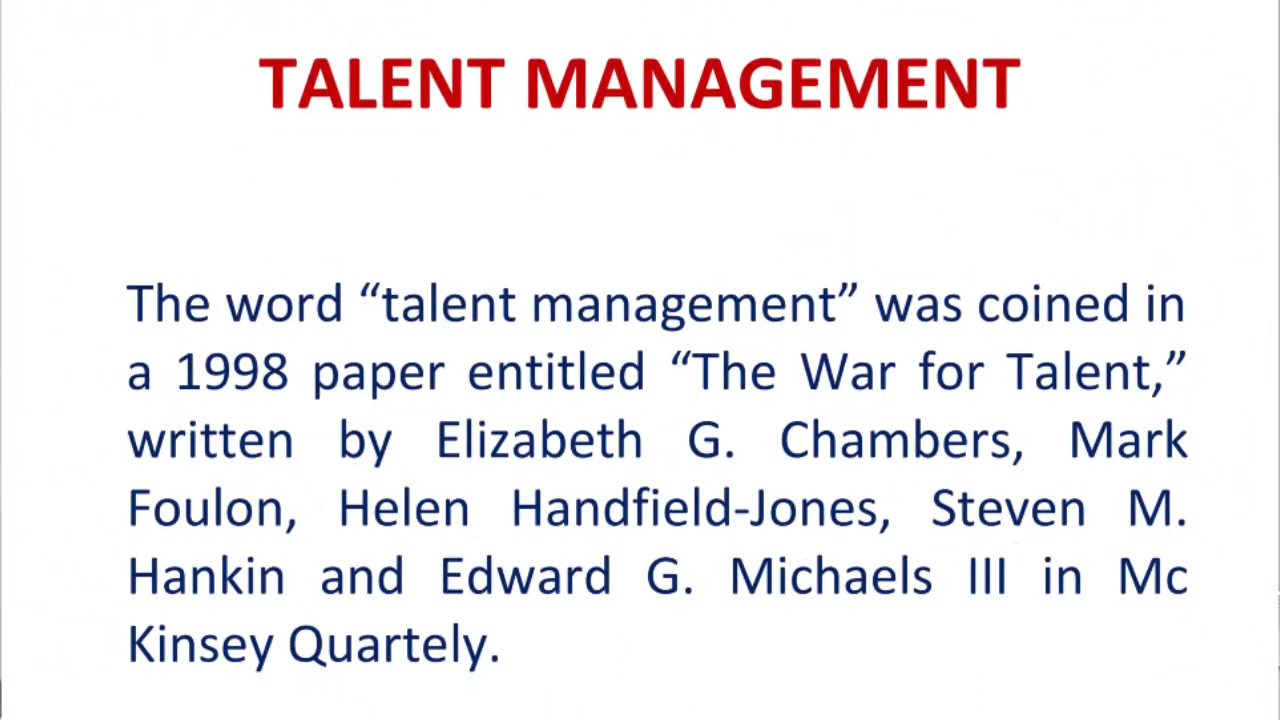 TALENT MANAGEMENT
The word “talent management” was coined in
a 1998 paper entitled “The War for Talent,”
written by Elizabeth G. Chambers, Mark
Foulon, Helen Handfield-Jones, Steven M.
Hankin and Edward G. Michaels III in Mc
Kinsey Quartely.